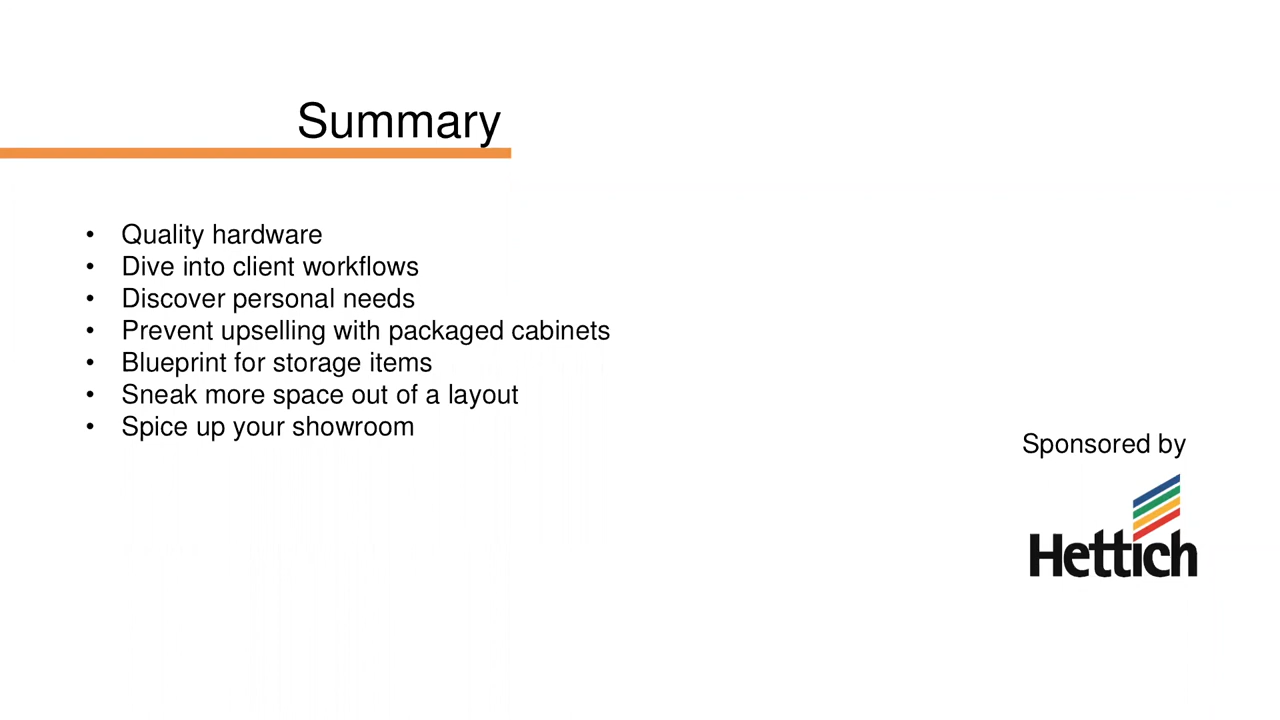 Summary
• Quality hardware
• Dive into client workflows
• Discover personal needs
• Prevent upselling with packaged cabinets
• Blueprint for storage items
• Sneak more space out of a layout
• Spice up your showroom
Sponsored by
Hettich